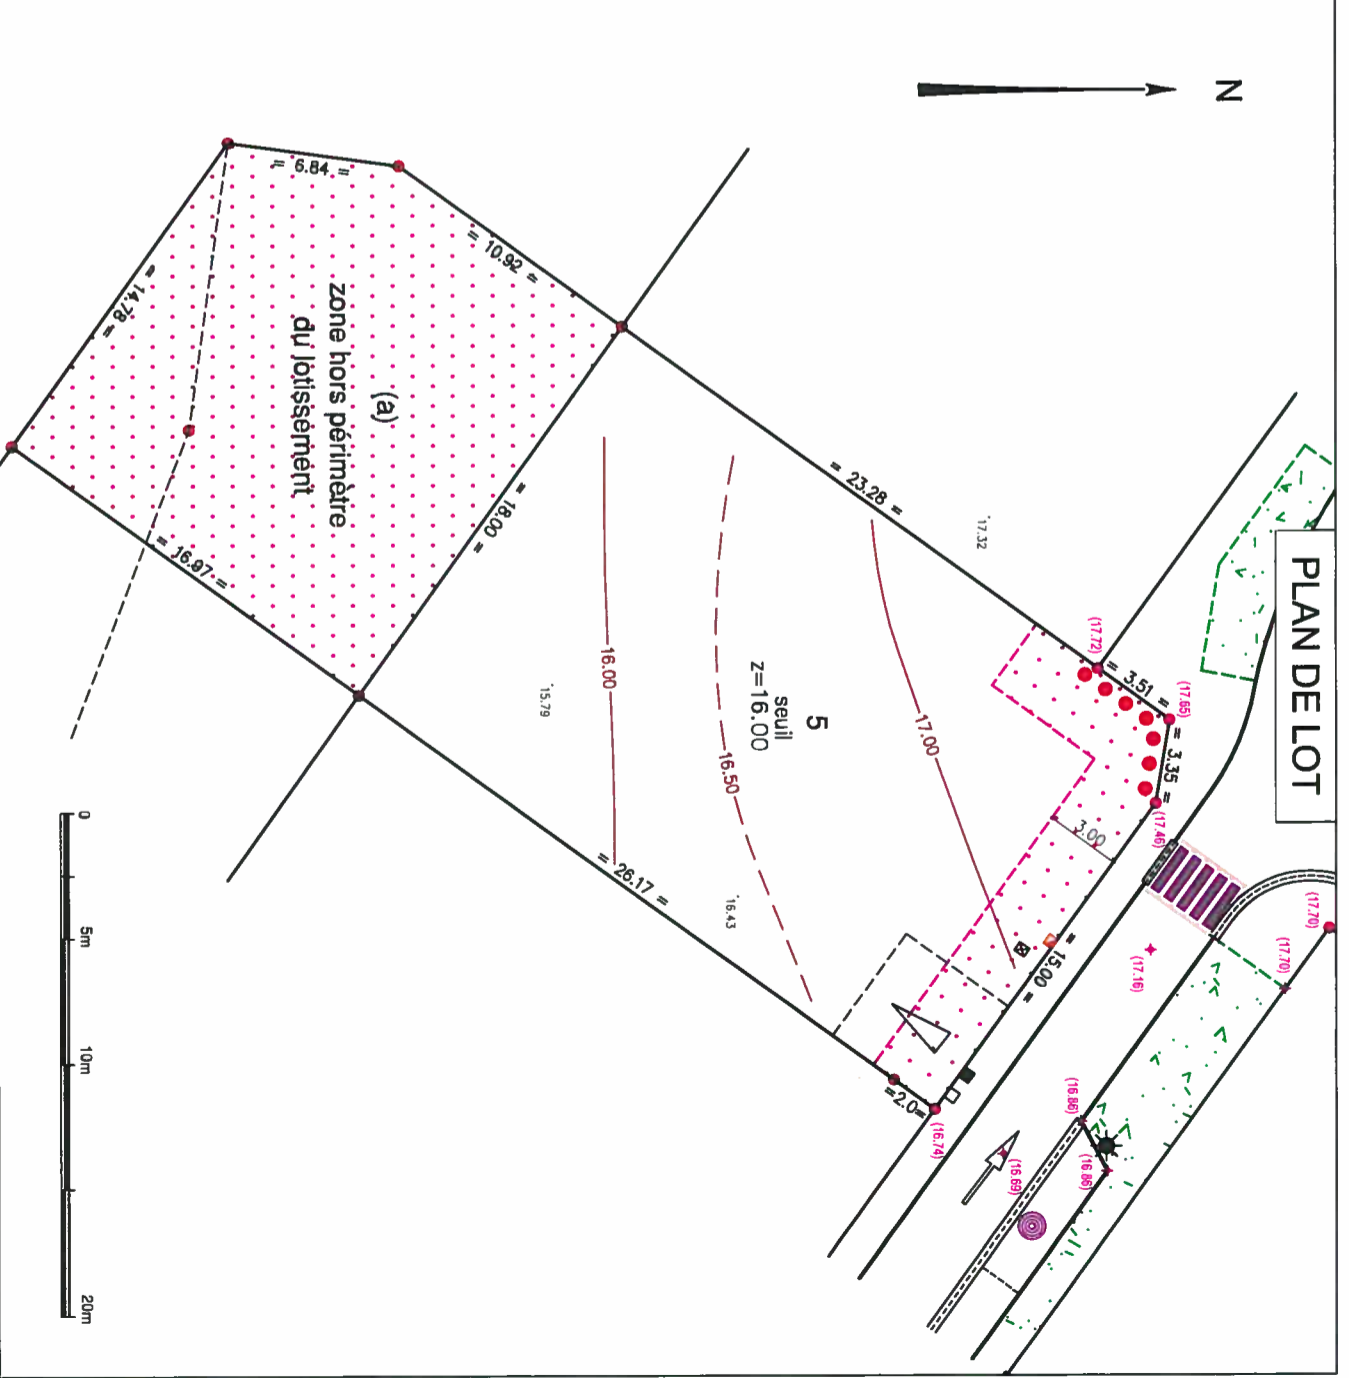 PLAN DE LOT
N
= 6.84 =
= 10.92 =
= 14.78 =
(a)
zone hors périmètre
du lotissement
= 16.97 =
= 18.00 =
= 23.28 =
17.32
(17.72)
= 3.51 =
(17.65)
= 3.35 =
(17.46)
3.00
17.00
5
seuil
z=16.00
16.50
16.00
15.79
16.43
= 26.17 =
= 15.00 =
=2.0=
(16.74)
(16.69)
(17.16)
(17.70)
(17.70)
(16.86)
(16.86)
0
5m
10m
20m